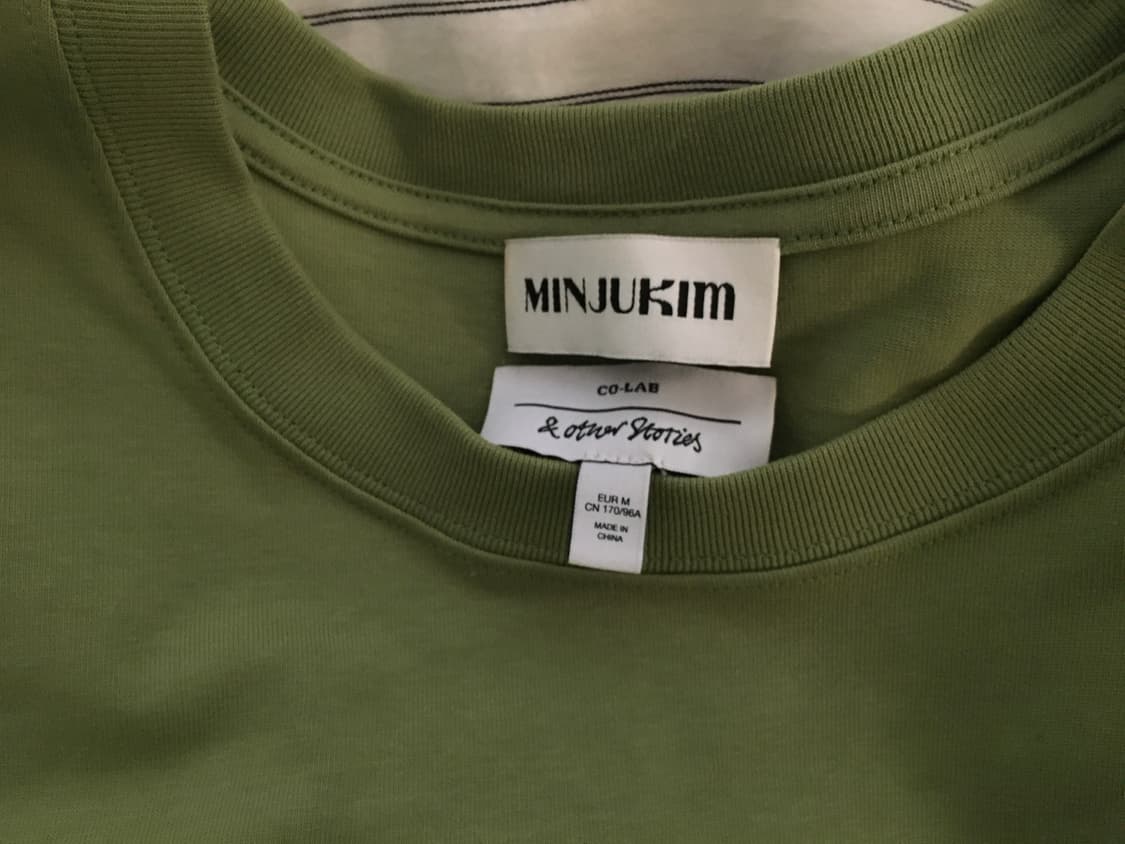 MINJUKIM
CO-LAB
& other Stories
EUR M
CN 170/96A
MADE IN
CHINA